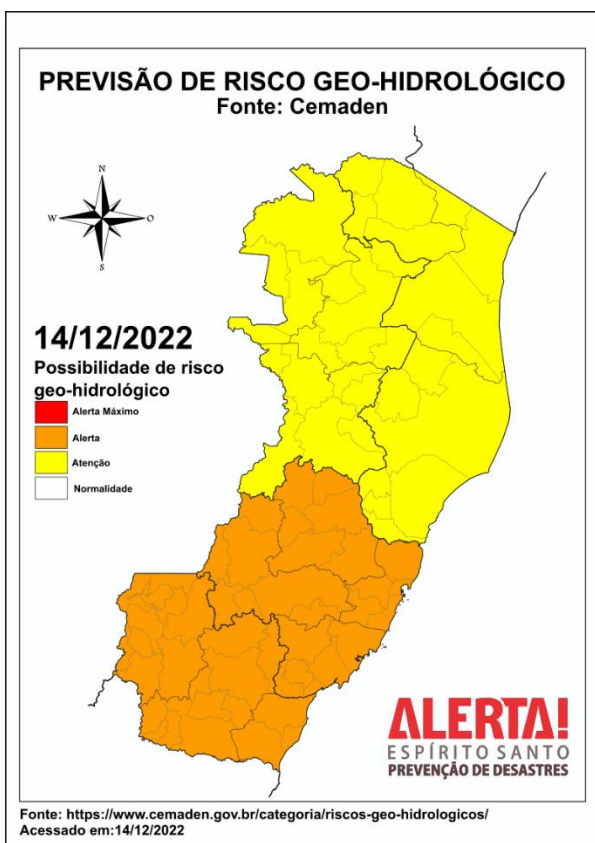 PREVISÃO DE RISCO GEO-HIDROLÓGICO
Fonte: Cemaden
N
W
O
S
14/12/2022
Possibilidade de risco
geo-hidrológico
Alerta Máximo
Alerta
Atenção
Normalidade
ALERTA!
ESPÍRITO SANTO
PREVENÇÃO DE DESASTRES
Fonte: https://www.cemaden.gov.br/categoria/riscos-geo-hidrologicos/
Acessado em:14/12/2022